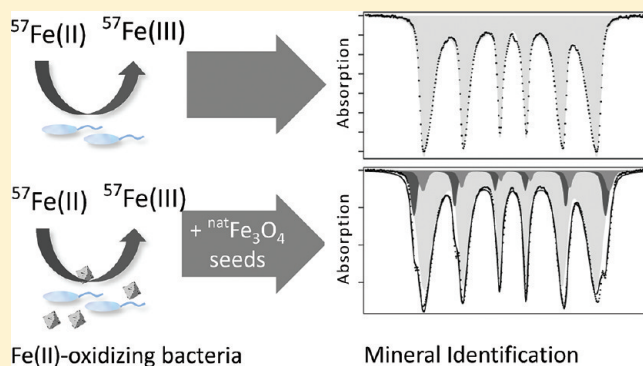 ⁵⁷Fe(II) ⁵⁷Fe(III)
Absorption
⁵⁷Fe(II) ⁵⁷Fe(III)
+ ⁿᵃᵗFe₃O₄
seeds
Absorption
Fe(II)-oxidizing bacteria
Mineral Identification